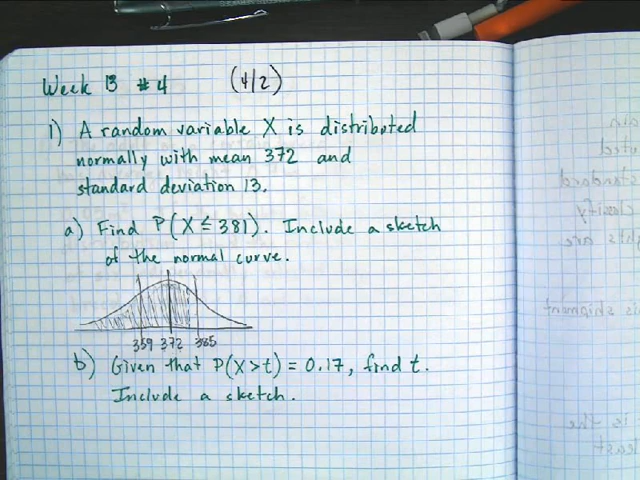 Week 13 #4 (4/2)
1) A random variable X is distributed
normally with mean 372 and
standard deviation 13.
a) Find P(X ≤ 381). Include a sketch
of the normal curve.
359 372 385
b) Given that P(X>t) = 0.17, find t.
Include a sketch.